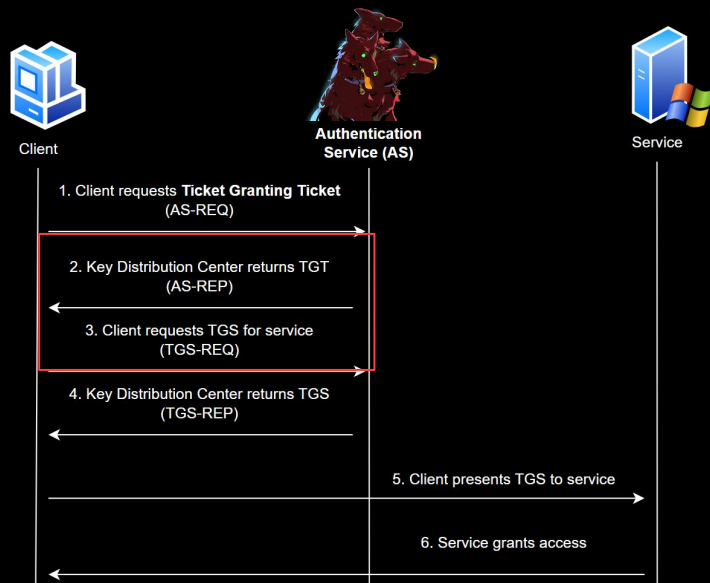 Client
Authentication
Service (AS)
Service
1. Client requests Ticket Granting Ticket
(AS-REQ)
2. Key Distribution Center returns TGT
(AS-REP)
3. Client requests TGS for service
(TGS-REQ)
4. Key Distribution Center returns TGS
(TGS-REP)
5. Client presents TGS to service
6. Service grants access